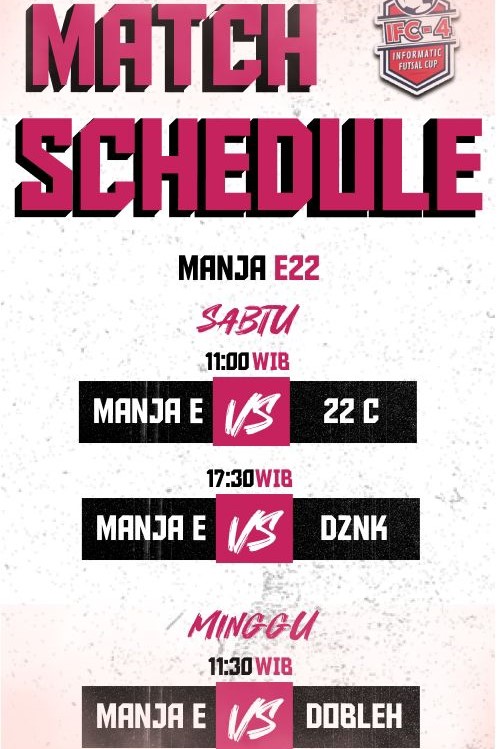 MATCH
IFC-4
INFORMATIC
FUTSAL CUP
SCHEDULE
MANJA E22
SABTU
11:00 WIB
MANJA E VS 22 C
17:30 WIB
MANJA E VS DZNK
MINGGU
11:30 WIB
MANJA E VS DOBLEH